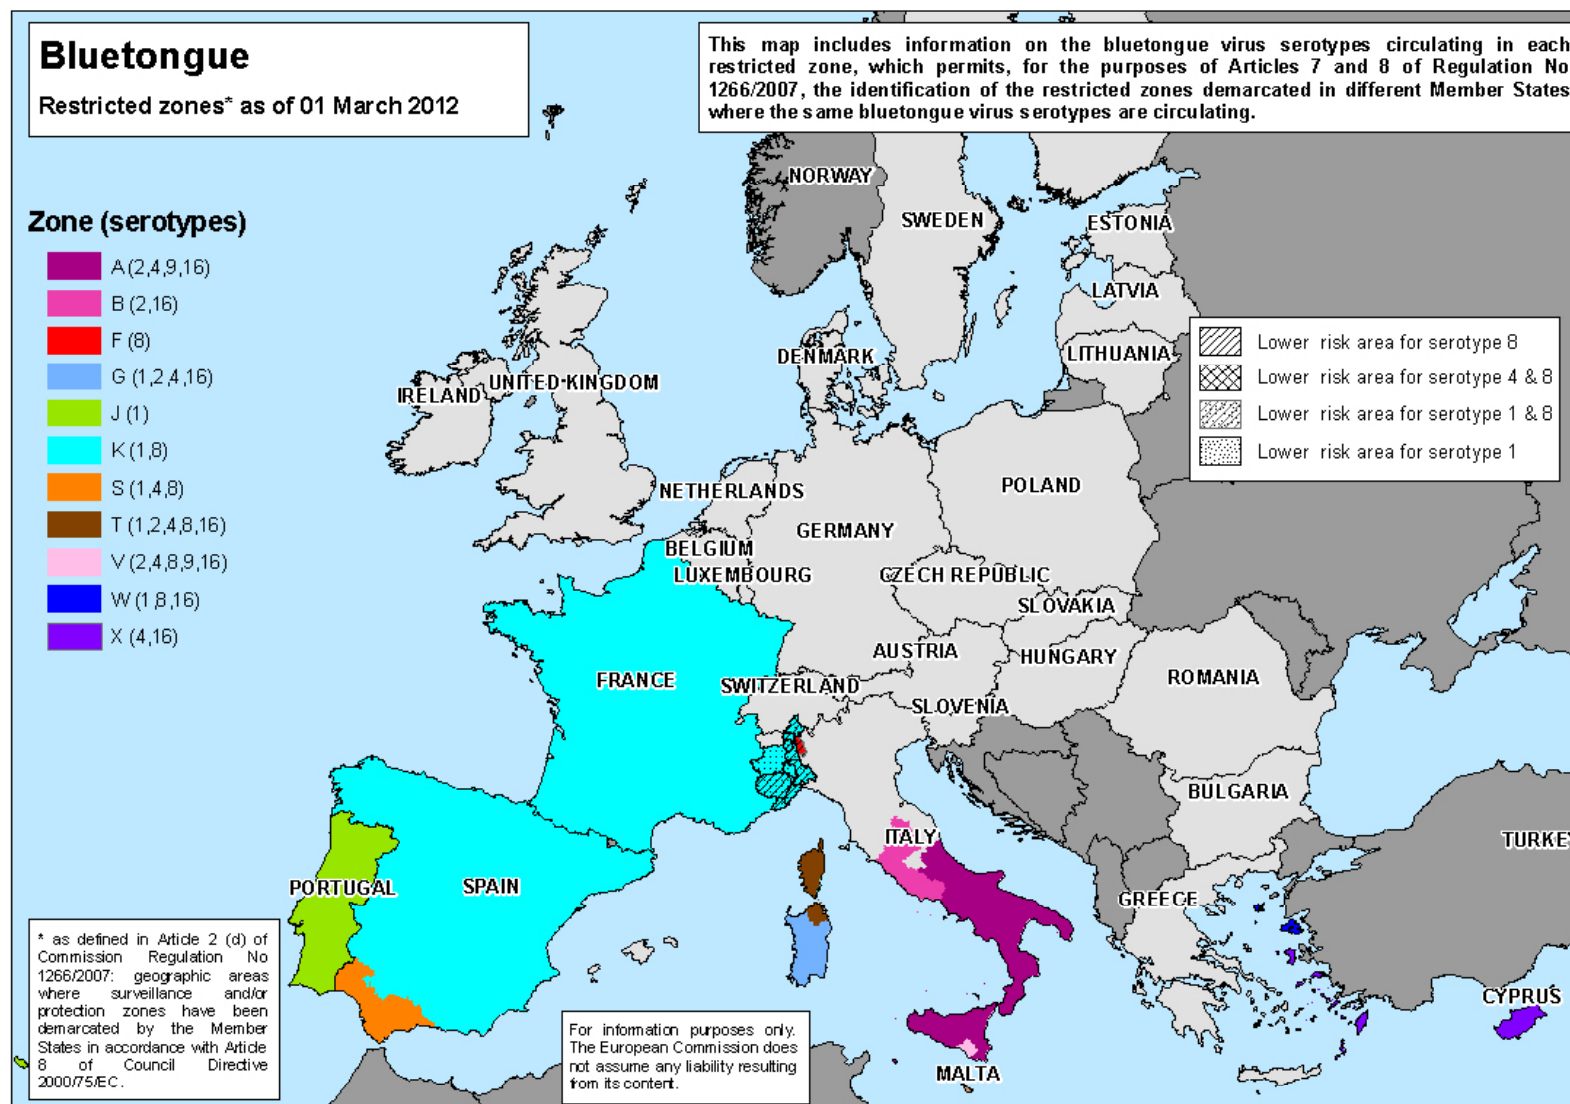 Bluetongue
Restricted zones* as of 01 March 2012
This map includes information on the bluetongue virus serotypes circulating in each
restricted zone, which permits, for the purposes of Articles 7 and 8 of Regulation No
1266/2007, the identification of the restricted zones demarcated in different Member States
where the same bluetongue virus serotypes are circulating.
Zone (serotypes)
A (2,4,9,16)
B (2,16)
F (8)
G (1,2,4,16)
J (1)
K (1,8)
S (1,4,8)
T (1,2,4,8,16)
V (2,4,8,9,16)
W (1,8,16)
X (4,16)
Lower risk area for serotype 8
Lower risk area for serotype 4 & 8
Lower risk area for serotype 1 & 8
Lower risk area for serotype 1
NORWAY
SWEDEN
ESTONIA
LATVIA
LITHUANIA
DENMARK
UNITED KINGDOM
IRELAND
NETHERLANDS
POLAND
GERMANY
BELGIUM
LUXEMBOURG
CZECH REPUBLIC
SLOVAKIA
AUSTRIA
HUNGARY
FRANCE
SWITZERLAND
ROMANIA
SLOVENIA
BULGARIA
ITALY
TURKEY
PORTUGAL
SPAIN
GREECE
CYPRUS
MALTA
* as defined in Article 2 (d) of
Commission Regulation No
1266/2007: geographic areas
where surveillance and/or
protection zones have been
demarcated by the Member
States in accordance with Article
8 of Council Directive
2000/75/EC.
For information purposes only.
The European Commission does
not assume any liability resulting
from its content.